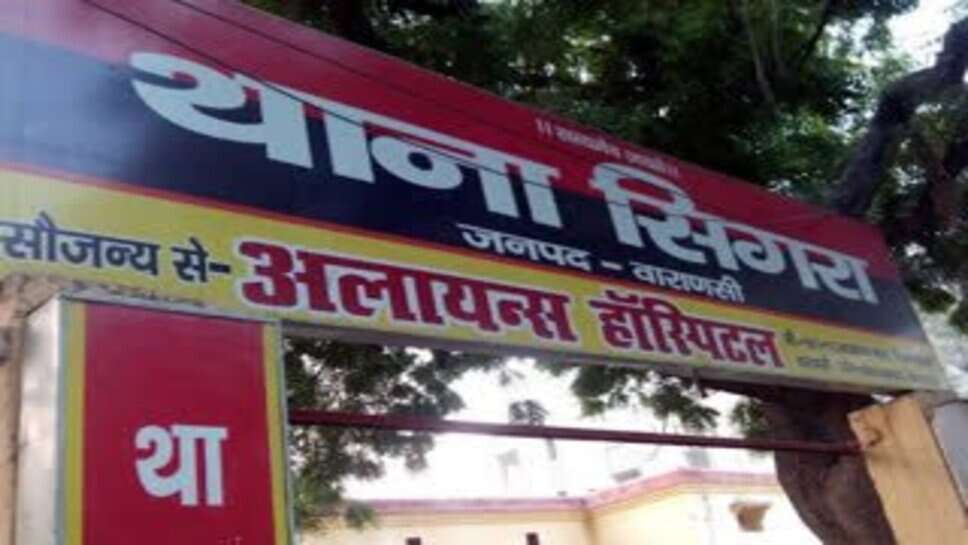 थाना सिगरा
जनपद - वाराणसी
सौजन्य से- अलायन्स हॉस्पिटल
था